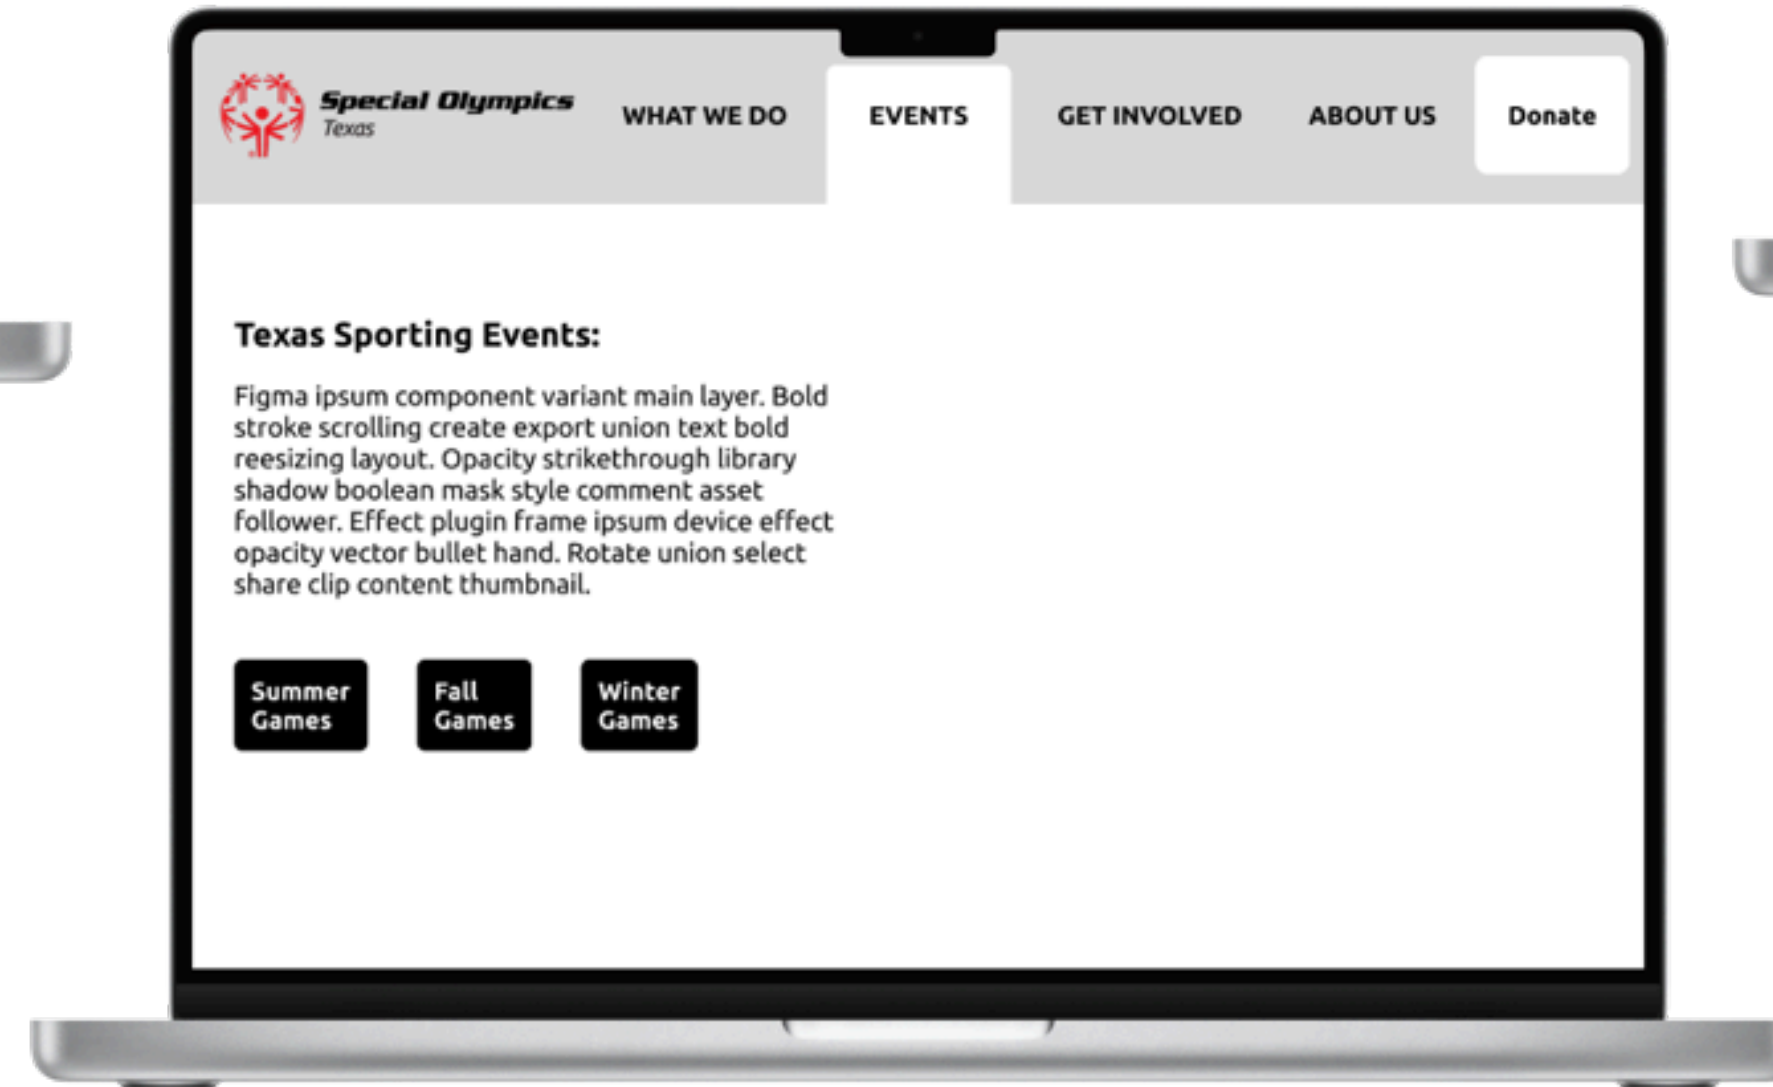 Special Olympics
Texas
WHAT WE DO
EVENTS
GET INVOLVED
ABOUT US
Donate
Texas Sporting Events:
Figma ipsum component variant main layer. Bold
stroke scrolling create export union text bold
reesizing layout. Opacity strikethrough library
shadow boolean mask style comment asset
follower. Effect plugin frame ipsum device effect
opacity vector bullet hand. Rotate union select
share clip content thumbnail.
Summer
Games
Fall
Games
Winter
Games